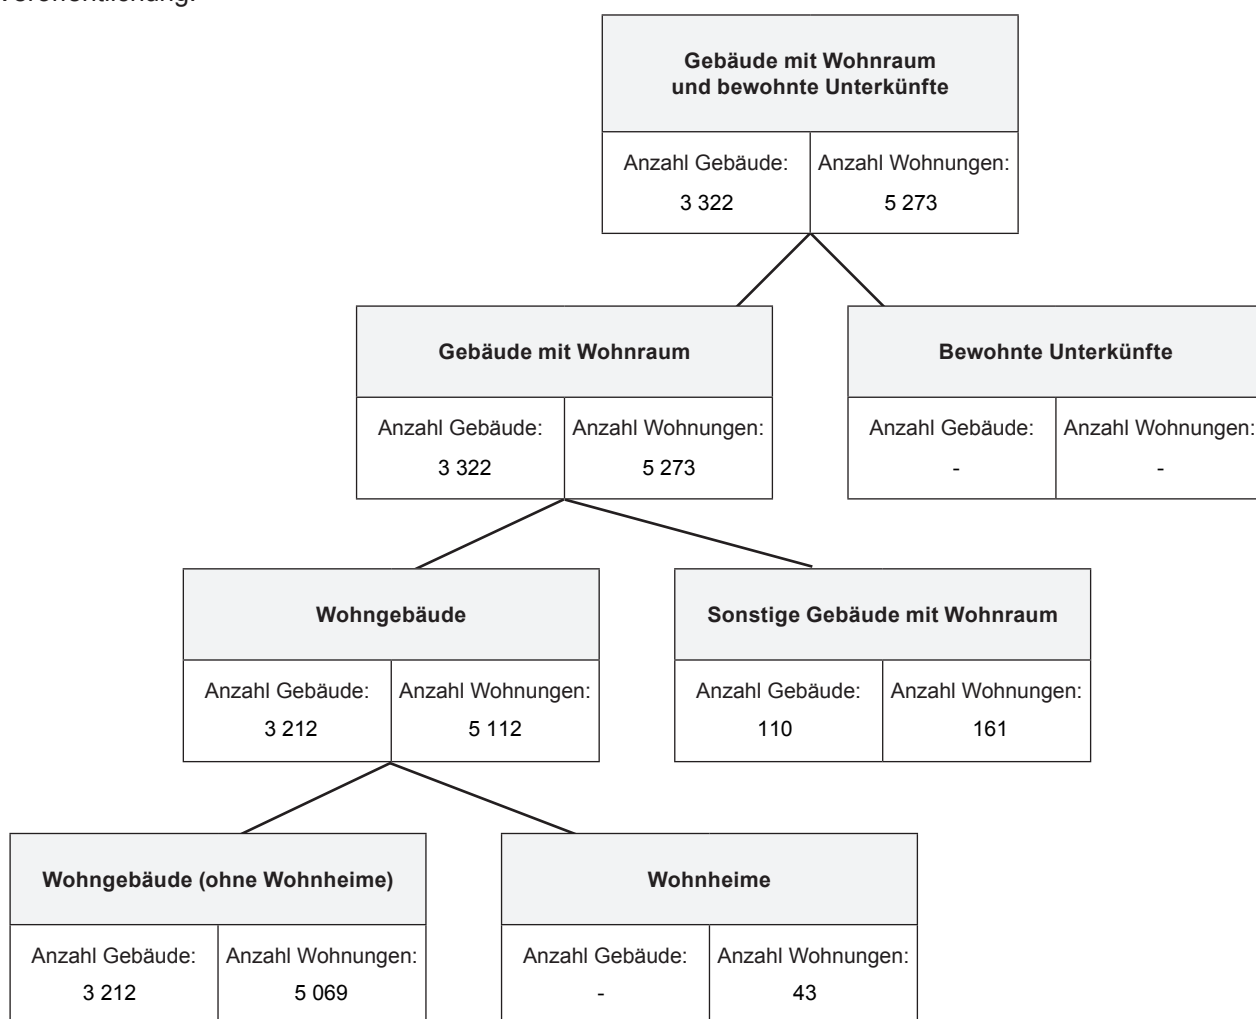 Veröffentlichung.
Gebäude mit Wohnraum
und bewohnte Unterkünfte
Anzahl Gebäude: Anzahl Wohnungen:
3 322 5 273
Gebäude mit Wohnraum Bewohnte Unterkünfte
Anzahl Gebäude: Anzahl Wohnungen: Anzahl Gebäude: Anzahl Wohnungen:
3 322 5 273 - -
Wohngebäude Sonstige Gebäude mit Wohnraum
Anzahl Gebäude: Anzahl Wohnungen: Anzahl Gebäude: Anzahl Wohnungen:
3 212 5 112 110 161
Wohngebäude (ohne Wohnheime) Wohnheime
Anzahl Gebäude: Anzahl Wohnungen: Anzahl Gebäude: Anzahl Wohnungen:
3 212 5 069 - 43